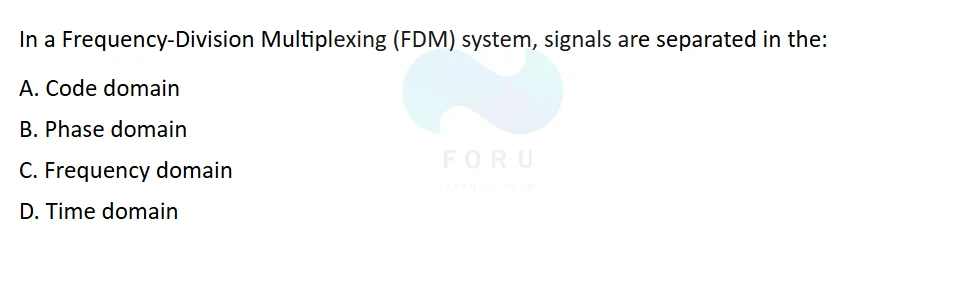 In a Frequency-Division Multiplexing (FDM) system, signals are separated in the:
A. Code domain
B. Phase domain
FORU
C. Frequency domain
D. Time domain